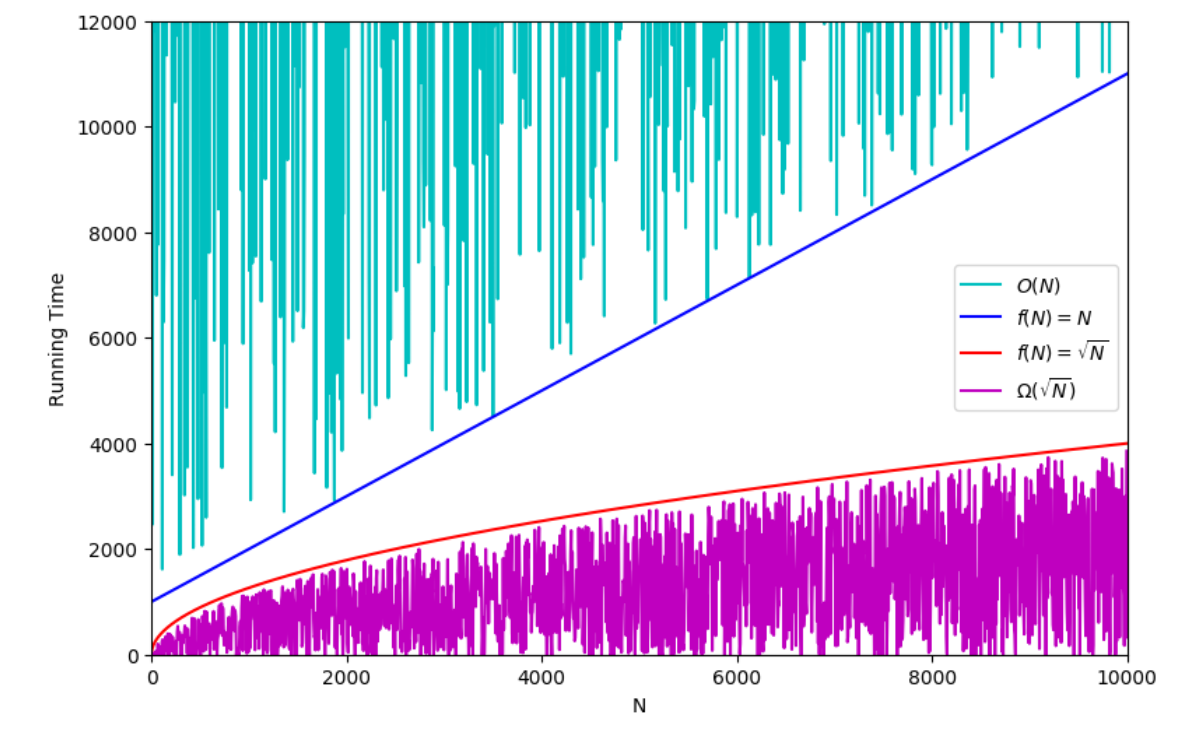 12000
10000
8000
6000
4000
2000
0
Running Time
0 2000 4000 6000 8000 10000
N
O(N)
f(N) = N
f(N) = √N
Ω(√N)